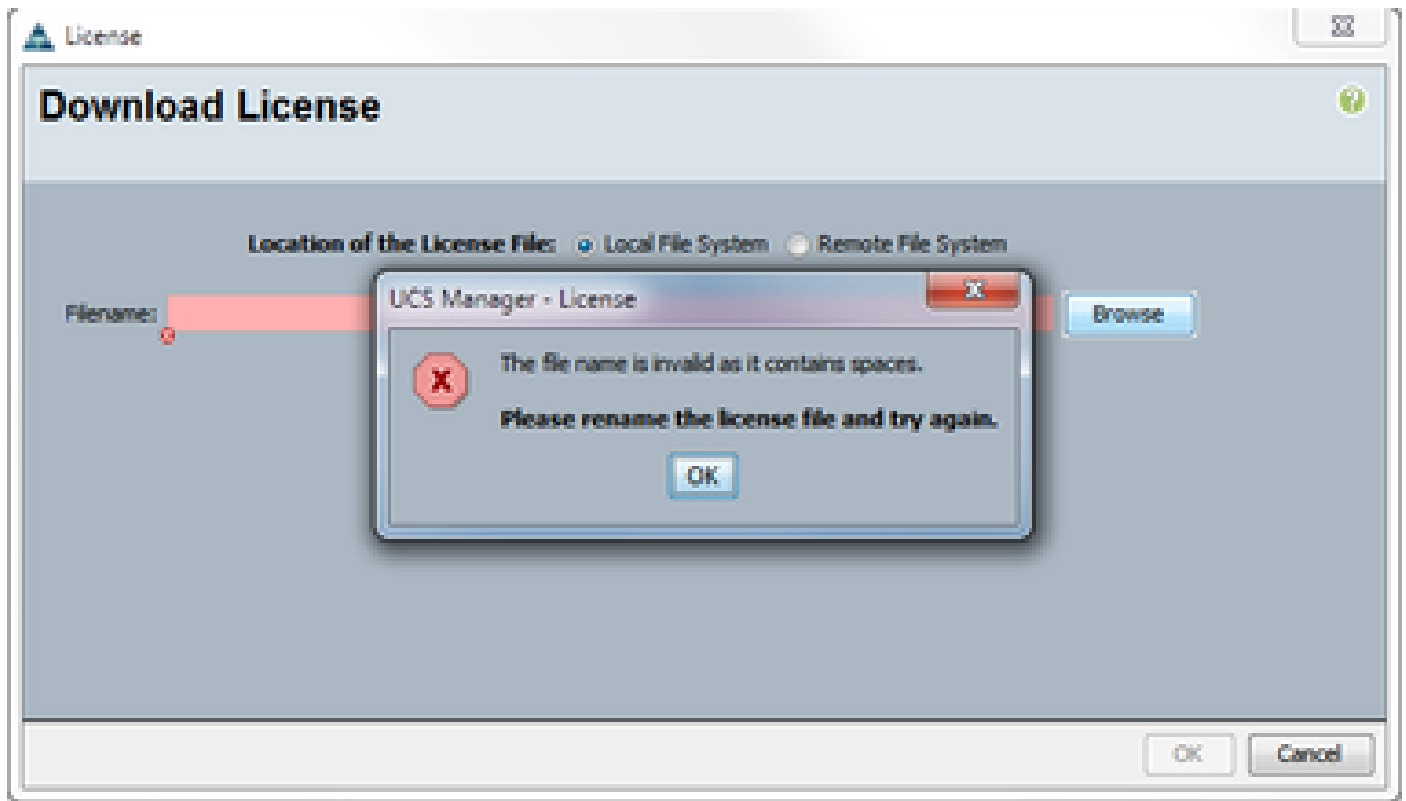 License
Download License
Location of the License File: Local File System Remote File System
Filename:
Browse
UCS Manager - License
The file name is invalid as it contains spaces.
Please rename the license file and try again.
OK
OK Cancel